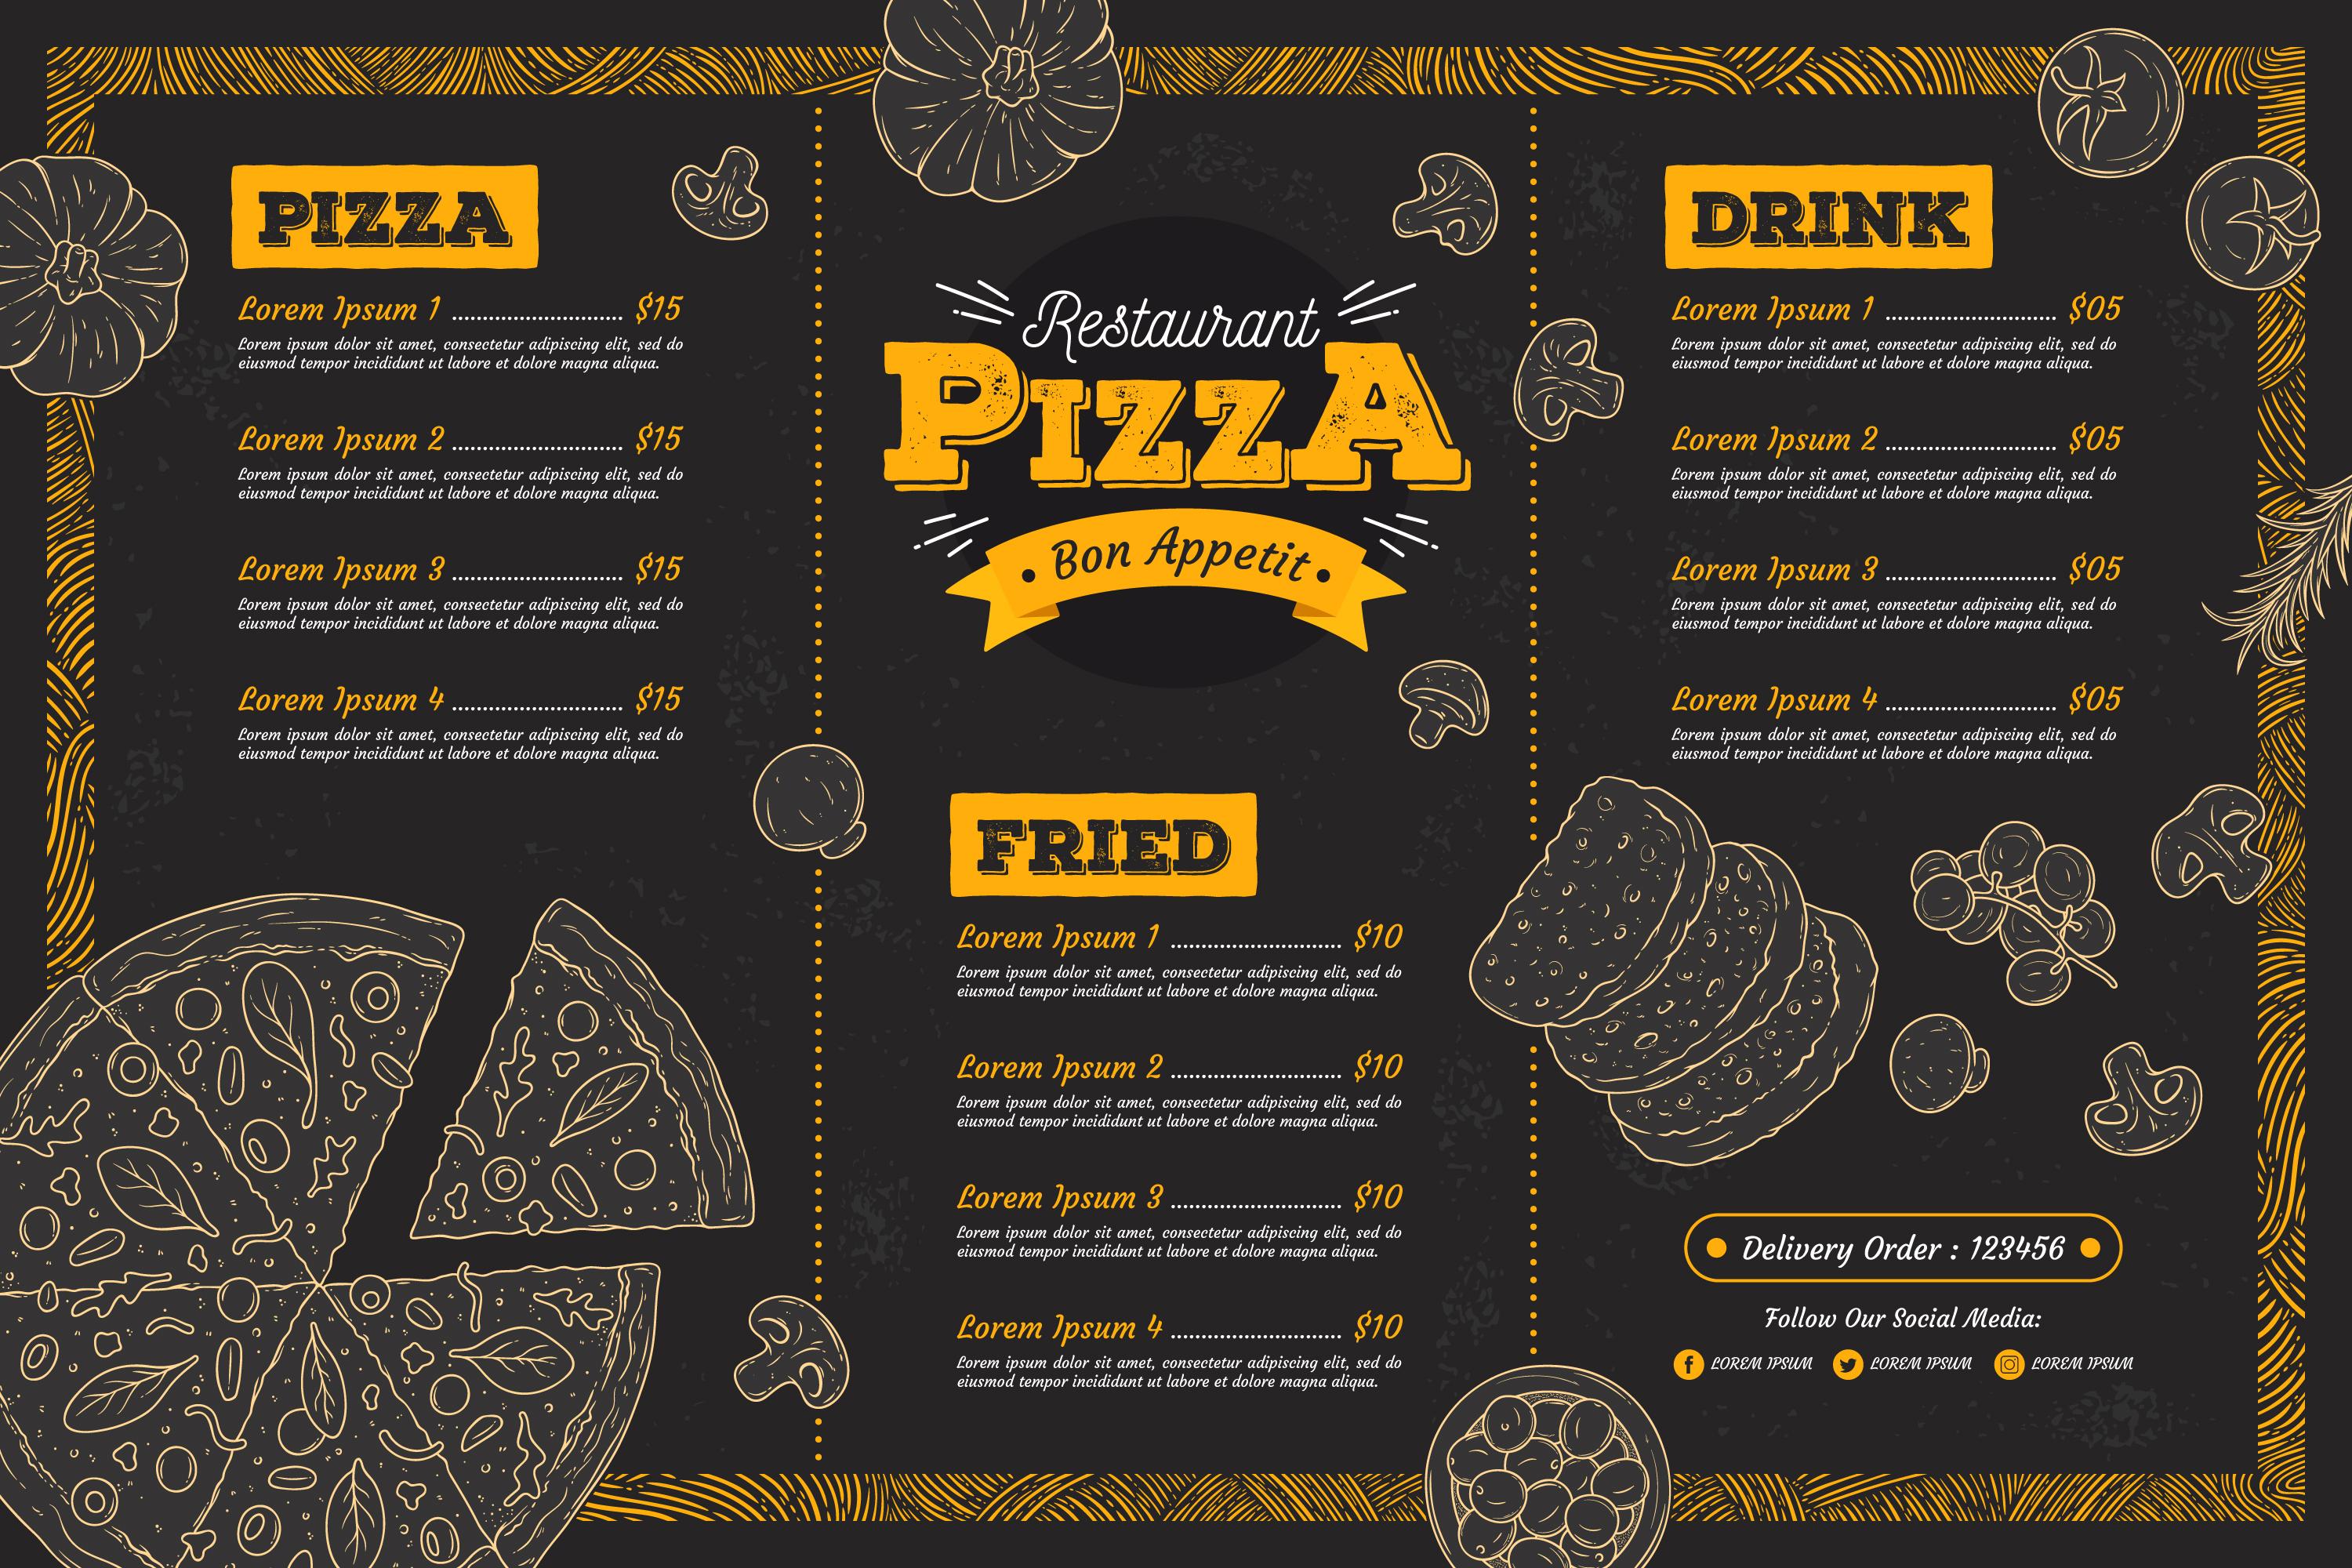 PIZZA
Lorem Ipsum 1 ............................ $15
Lorem ipsum dolor sit amet, consectetur adipiscing elit, sed do
eiusmod tempor incididunt ut labore et dolore magna aliqua.
Lorem Ipsum 2 ............................ $15
Lorem ipsum dolor sit amet, consectetur adipiscing elit, sed do
eiusmod tempor incididunt ut labore et dolore magna aliqua.
Lorem Ipsum 3 ............................ $15
Lorem ipsum dolor sit amet, consectetur adipiscing elit, sed do
eiusmod tempor incididunt ut labore et dolore magna aliqua.
Lorem Ipsum 4 ............................ $15
Lorem ipsum dolor sit amet, consectetur adipiscing elit, sed do
eiusmod tempor incididunt ut labore et dolore magna aliqua.
Restaurant
PIZZA
Bon Appetit
FRIED
Lorem Ipsum 1 ............................ $10
Lorem ipsum dolor sit amet, consectetur adipiscing elit, sed do
eiusmod tempor incididunt ut labore et dolore magna aliqua.
Lorem Ipsum 2 ............................ $10
Lorem ipsum dolor sit amet, consectetur adipiscing elit, sed do
eiusmod tempor incididunt ut labore et dolore magna aliqua.
Lorem Ipsum 3 ............................ $10
Lorem ipsum dolor sit amet, consectetur adipiscing elit, sed do
eiusmod tempor incididunt ut labore et dolore magna aliqua.
Lorem Ipsum 4 ............................ $10
Lorem ipsum dolor sit amet, consectetur adipiscing elit, sed do
eiusmod tempor incididunt ut labore et dolore magna aliqua.
DRINK
Lorem Ipsum 1 ............................ $05
Lorem ipsum dolor sit amet, consectetur adipiscing elit, sed do
eiusmod tempor incididunt ut labore et dolore magna aliqua.
Lorem Ipsum 2 ............................ $05
Lorem ipsum dolor sit amet, consectetur adipiscing elit, sed do
eiusmod tempor incididunt ut labore et dolore magna aliqua.
Lorem Ipsum 3 ............................ $05
Lorem ipsum dolor sit amet, consectetur adipiscing elit, sed do
eiusmod tempor incididunt ut labore et dolore magna aliqua.
Lorem Ipsum 4 ............................ $05
Lorem ipsum dolor sit amet, consectetur adipiscing elit, sed do
eiusmod tempor incididunt ut labore et dolore magna aliqua.
Delivery Order : 123456
Follow Our Social Media:
LOREM IPSUM LOREM IPSUM LOREM IPSUM